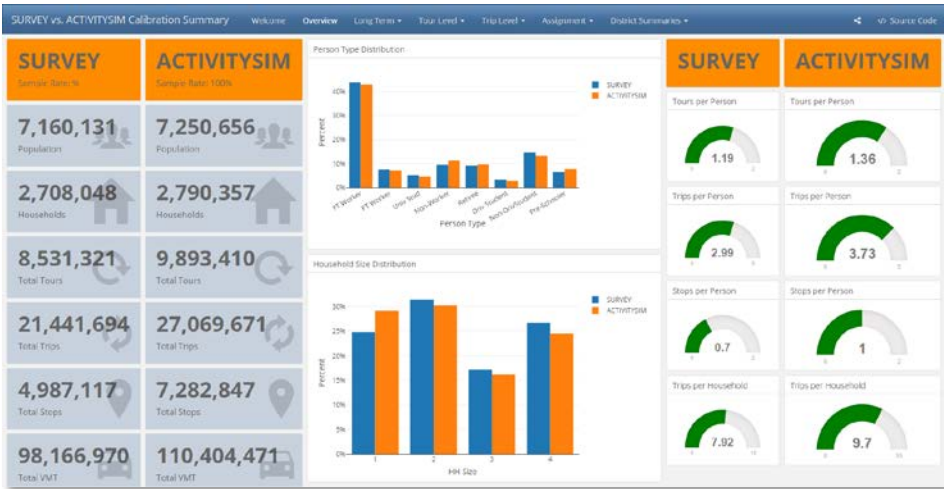 SURVEY vs. ACTIVITYSIM Calibration Summary Welcome Overview Long Term Tour Level Trip Level Assignment District Summaries Source Code
SURVEY
Sample Rate: %
ACTIVITYSIM
Sample Rate: 100%
7,160,131
Population
7,250,656
Population
2,708,048
Households
2,790,357
Households
8,531,321
Total Tours
9,893,410
Total Tours
21,441,694
Total Trips
27,069,671
Total Trips
4,987,117
Total Stops
7,282,847
Total Stops
98,166,970
Total VMT
110,404,471
Total VMT
Person Type Distribution
SURVEY
ACTIVITYSIM
40%
30%
20%
10%
0%
Percent
FT Worker
PT Worker
Univ Stud
Non-Worker
Retiree
Driv Student
Non-DrivStudent
Pre-Schooler
Person Type
Household Size Distribution
SURVEY
ACTIVITYSIM
30%
25%
20%
15%
10%
5%
0%
Percent
1 2 3 4
HH Size
SURVEY
ACTIVITYSIM
Tours per Person
1.19
Tours per Person
1.36
Trips per Person
2.99
Trips per Person
3.73
Stops per Person
0.7
Stops per Person
1
Trips per Household
7.92
Trips per Household
9.7